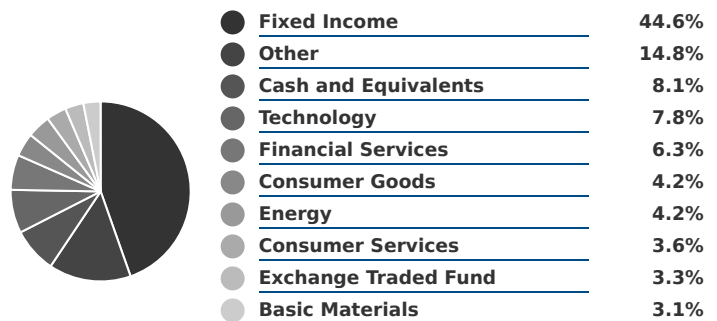 Fixed Income 44.6%
Other 14.8%
Cash and Equivalents 8.1%
Technology 7.8%
Financial Services 6.3%
Consumer Goods 4.2%
Energy 4.2%
Consumer Services 3.6%
Exchange Traded Fund 3.3%
Basic Materials 3.1%